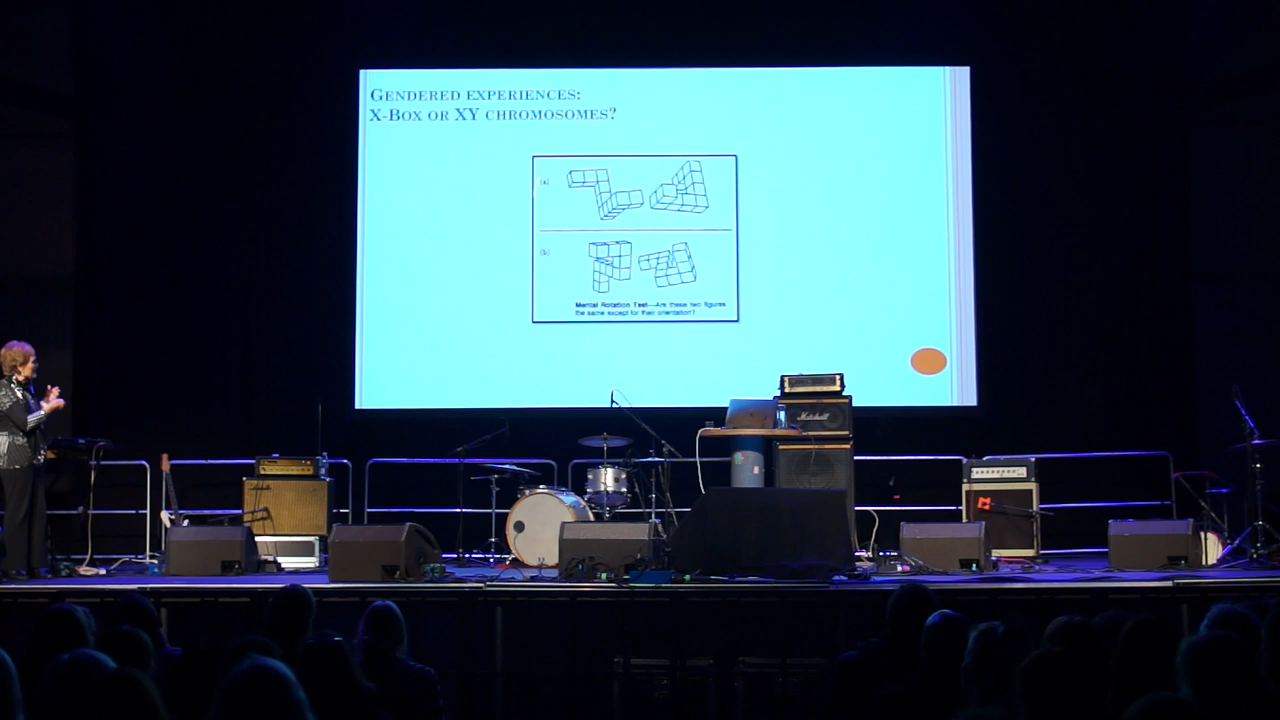 GENDERED EXPERIENCES:
X-BOX OR XY CHROMOSOMES?
(a)
(b)
Mental Rotation Test—Are these two figures
the same except for their orientation?
Marshall